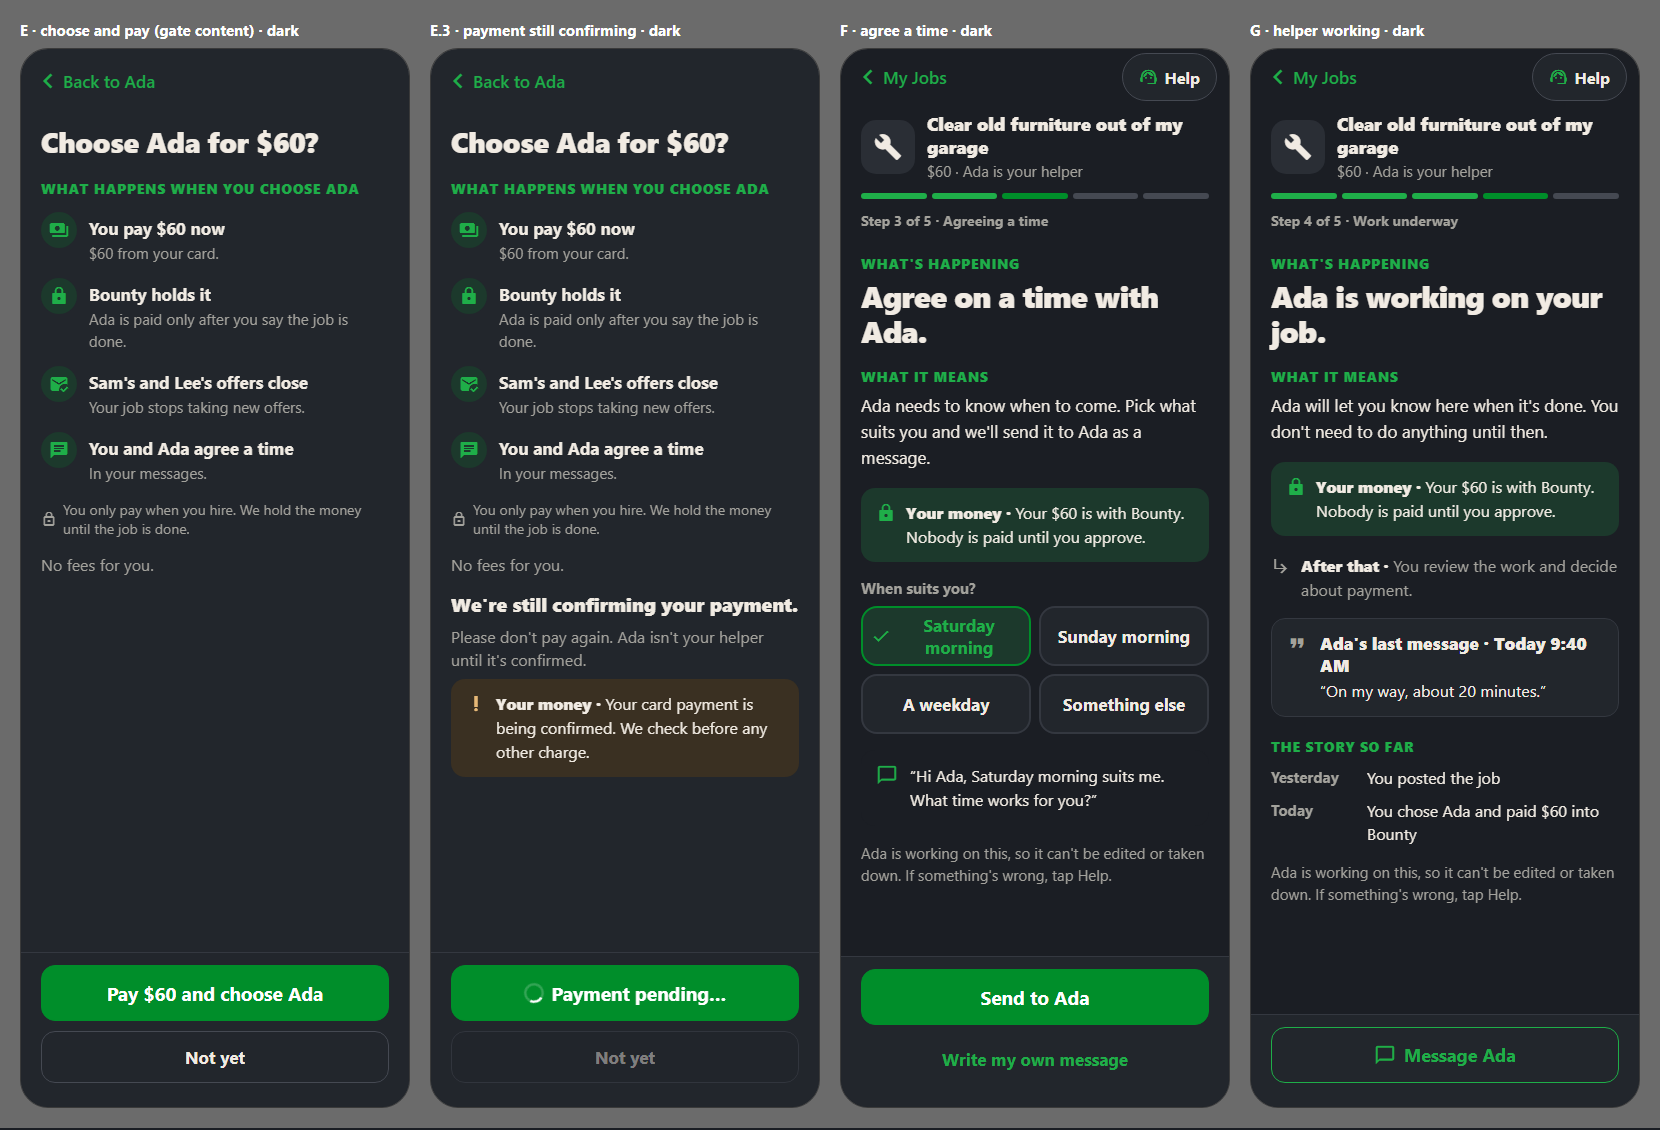 E · choose and pay (gate content) · dark
Back to Ada
Choose Ada for $60?
WHAT HAPPENS WHEN YOU CHOOSE ADA
You pay $60 now
$60 from your card.
Bounty holds it
Ada is paid only after you say the job is
done.
Sam's and Lee's offers close
Your job stops taking new offers.
You and Ada agree a time
In your messages.
You only pay when you hire. We hold the money
until the job is done.
No fees for you.
Pay $60 and choose Ada
Not yet
E.3 · payment still confirming · dark
Back to Ada
Choose Ada for $60?
WHAT HAPPENS WHEN YOU CHOOSE ADA
You pay $60 now
$60 from your card.
Bounty holds it
Ada is paid only after you say the job is
done.
Sam's and Lee's offers close
Your job stops taking new offers.
You and Ada agree a time
In your messages.
You only pay when you hire. We hold the money
until the job is done.
No fees for you.
We're still confirming your payment.
Please don't pay again. Ada isn't your helper
until it's confirmed.
Your money · Your card payment is
being confirmed. We check before any
other charge.
Payment pending...
Not yet
F · agree a time · dark
My Jobs
Help
Clear old furniture out of my
garage
$60 · Ada is your helper
Step 3 of 5 · Agreeing a time
WHAT'S HAPPENING
Agree on a time with
Ada.
WHAT IT MEANS
Ada needs to know when to come. Pick what
suits you and we'll send it to Ada as a
message.
Your money · Your $60 is with Bounty.
Nobody is paid until you approve.
When suits you?
Saturday
morning
Sunday morning
A weekday
Something else
“Hi Ada, Saturday morning suits me.
What time works for you?”
Ada is working on this, so it can't be edited or taken
down. If something's wrong, tap Help.
Send to Ada
Write my own message
G · helper working · dark
My Jobs
Help
Clear old furniture out of my
garage
$60 · Ada is your helper
Step 4 of 5 · Work underway
WHAT'S HAPPENING
Ada is working on your
job.
WHAT IT MEANS
Ada will let you know here when it's done. You
don't need to do anything until then.
Your money · Your $60 is with Bounty.
Nobody is paid until you approve.
After that · You review the work and decide
about payment.
Ada's last message · Today 9:40
AM
“On my way, about 20 minutes.”
THE STORY SO FAR
Yesterday You posted the job
Today You chose Ada and paid $60 into
Bounty
Ada is working on this, so it can't be edited or taken
down. If something's wrong, tap Help.
Message Ada